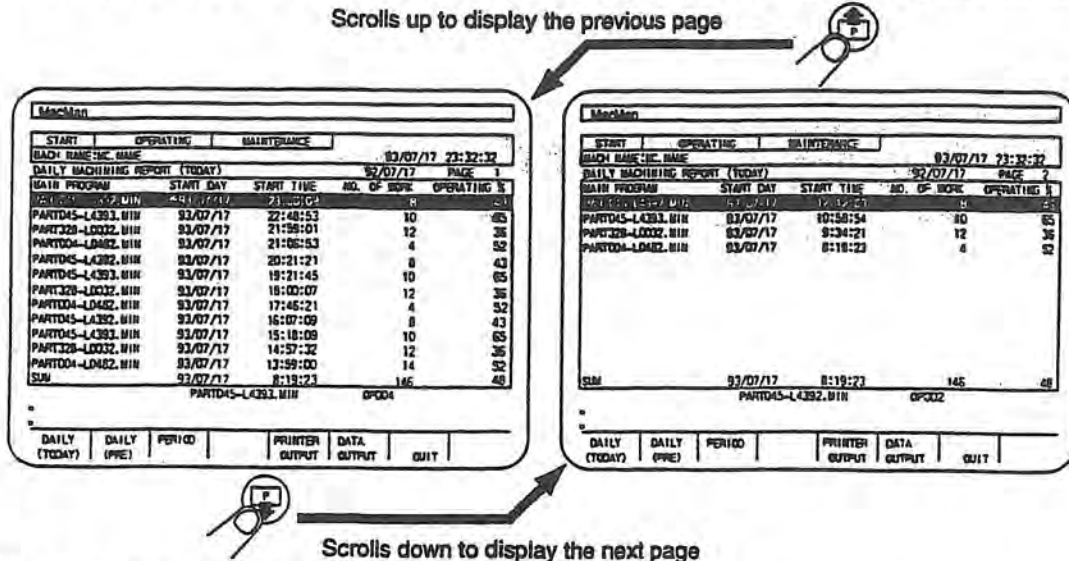 Scrolls up to display the previous page
P
MacMan
START OPERATING MAINTENANCE
MACH NAME:MC. NAME 93/07/17 23:32:32
DAILY MACHINING REPORT (TODAY) 92/07/17 PAGE 1
MAIN PROGRAM START DAY START TIME NO. OF WORK OPERATING %
8
PARTD45-L4393.MIN 93/07/17 22:48:53 10 65
PART328-L0032.MIN 93/07/17 21:59:01 12 36
PART004-L0482.MIN 93/07/17 21:06:53 4 52
PARTD45-L4392.MIN 93/07/17 20:21:21 8 43
PARTD45-L4393.MIN 93/07/17 19:21:45 10 65
PART328-L0032.MIN 93/07/17 18:00:07 12 36
PART004-L0482.MIN 93/07/17 17:46:21 4 52
PARTD45-L4392.MIN 93/07/17 16:07:09 8 43
PARTD45-L4393.MIN 93/07/17 15:18:09 10 65
PART328-L0032.MIN 93/07/17 14:57:32 12 36
PART004-L0482.MIN 93/07/17 13:59:00 14 52
SUM 93/07/17 8:19:23 146 48
PARTD45-L4393.MIN OP004
=
DAILY (TODAY) DAILY (PRE) PERIOD PRINTER OUTPUT DATA OUTPUT QUIT
MacMan
START OPERATING MAINTENANCE
MACH NAME:MC. NAME 93/07/17 23:32:32
DAILY MACHINING REPORT (TODAY) 92/07/17 PAGE 2
MAIN PROGRAM START DAY START TIME NO. OF WORK OPERATING %
8
PARTD45-L4393.MIN 93/07/17 10:58:54 10 65
PART328-L0032.MIN 93/07/17 9:34:21 12 36
PART004-L0482.MIN 93/07/17 8:19:23 4 52
SUM 93/07/17 8:19:23 146 48
PARTD45-L4392.MIN OP002
=
DAILY (TODAY) DAILY (PRE) PERIOD PRINTER OUTPUT DATA OUTPUT QUIT
P
Scrolls down to display the next page